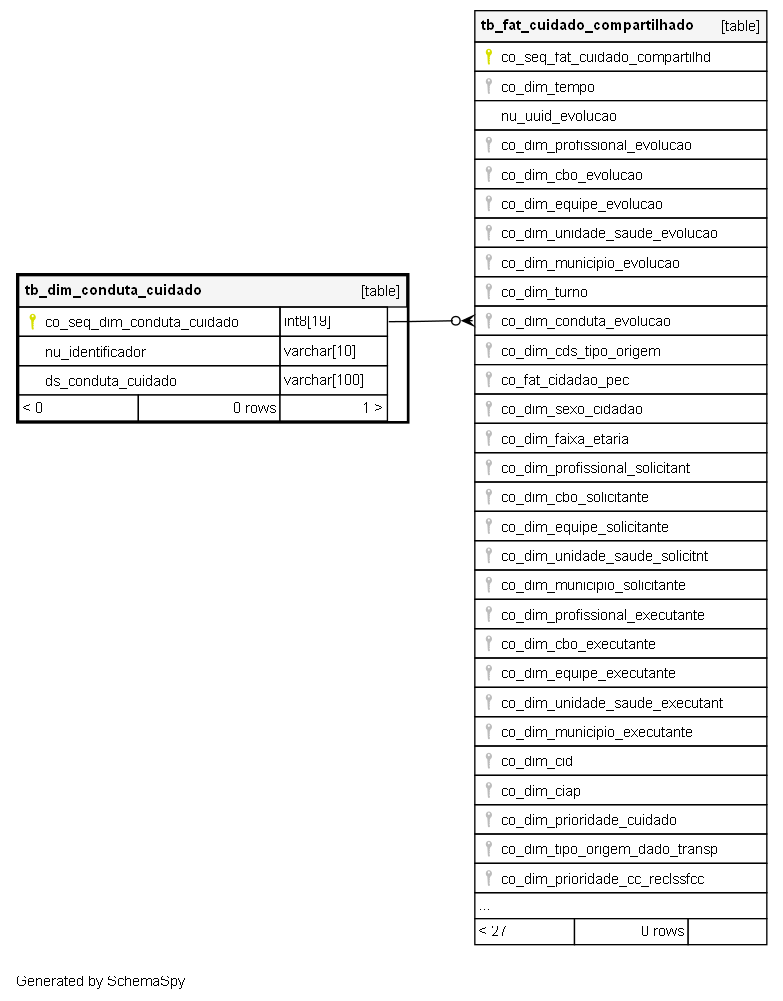 tb_fat_cuidado_compartilhado [table]
co_seq_fat_cuidado_compartilhd
co_dim_tempo
nu_uuid_evolucao
co_dim_profissional_evolucao
co_dim_cbo_evolucao
co_dim_equipe_evolucao
co_dim_unidade_saude_evolucao
co_dim_municipio_evolucao
co_dim_turno
co_dim_conduta_evolucao
co_dim_cds_tipo_origem
co_fat_cidadao_pec
co_dim_sexo_cidadao
co_dim_faixa_etaria
co_dim_profissional_solicitant
co_dim_cbo_solicitante
co_dim_equipe_solicitante
co_dim_unidade_saude_solicitnt
co_dim_municipio_solicitante
co_dim_profissional_executante
co_dim_cbo_executante
co_dim_equipe_executante
co_dim_unidade_saude_executant
co_dim_municipio_executante
co_dim_cid
co_dim_ciap
co_dim_prioridade_cuidado
co_dim_tipo_origem_dado_transp
co_dim_prioridade_cc_reclssfcc
...
< 27 0 rows
tb_dim_conduta_cuidado [table]
co_seq_dim_conduta_cuidado int8[19]
nu_identificador varchar[10]
ds_conduta_cuidado varchar[100]
< 0 0 rows 1 >
Generated by SchemaSpy